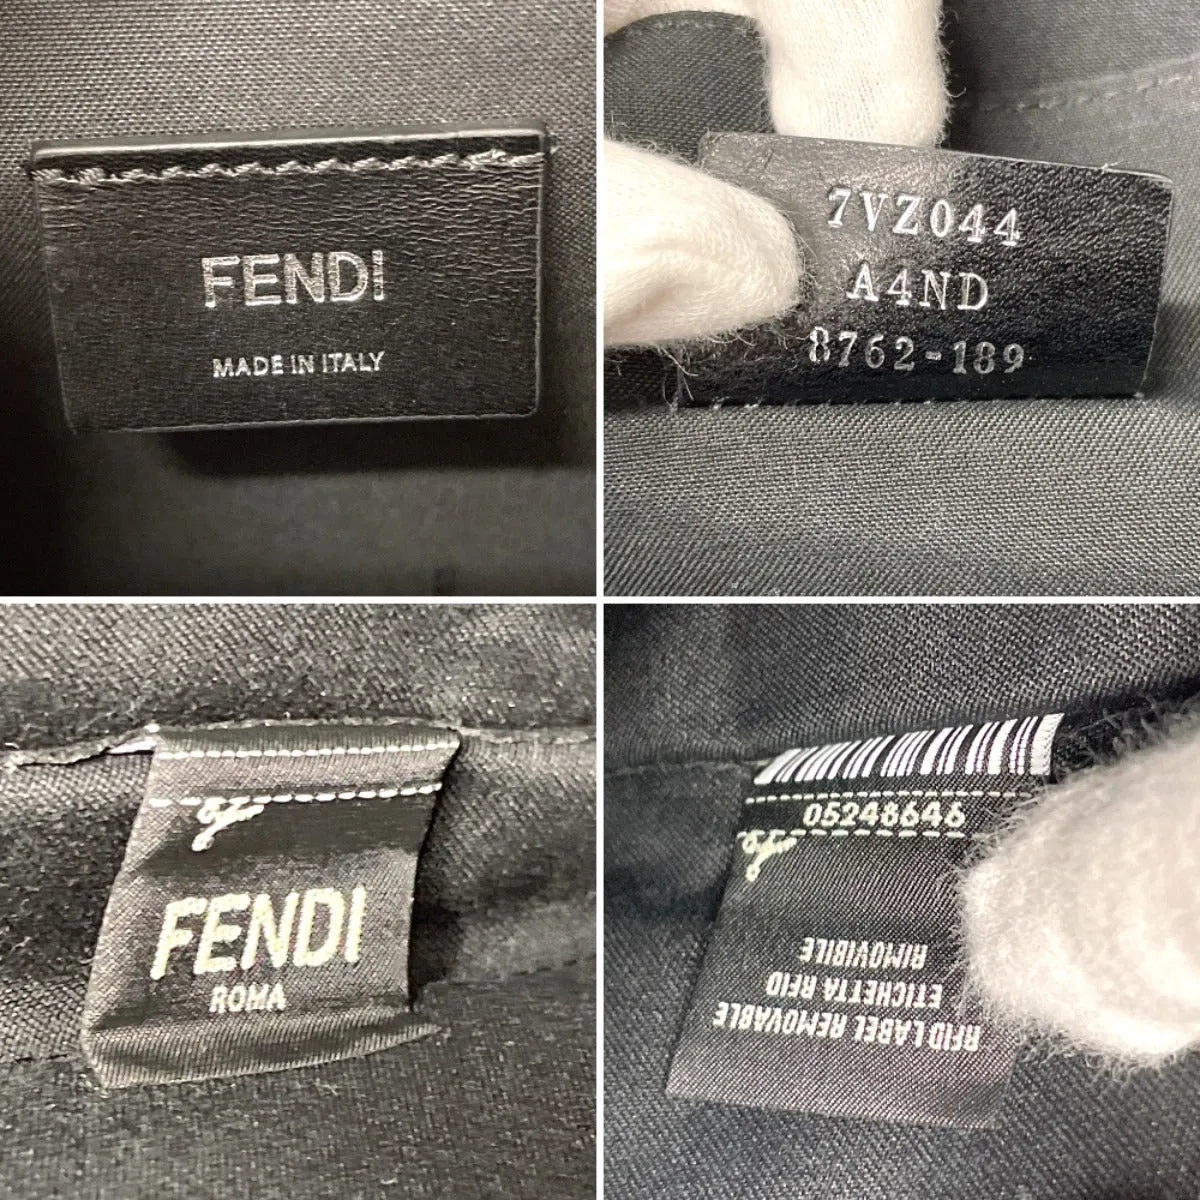 FENDI
MADE IN ITALY
7VZ044
A4ND
8762-189
FENDI
ROMA
05248646
RFID LABEL REMOVABLE
ETICHETTA RFID
RIMOVIBILE